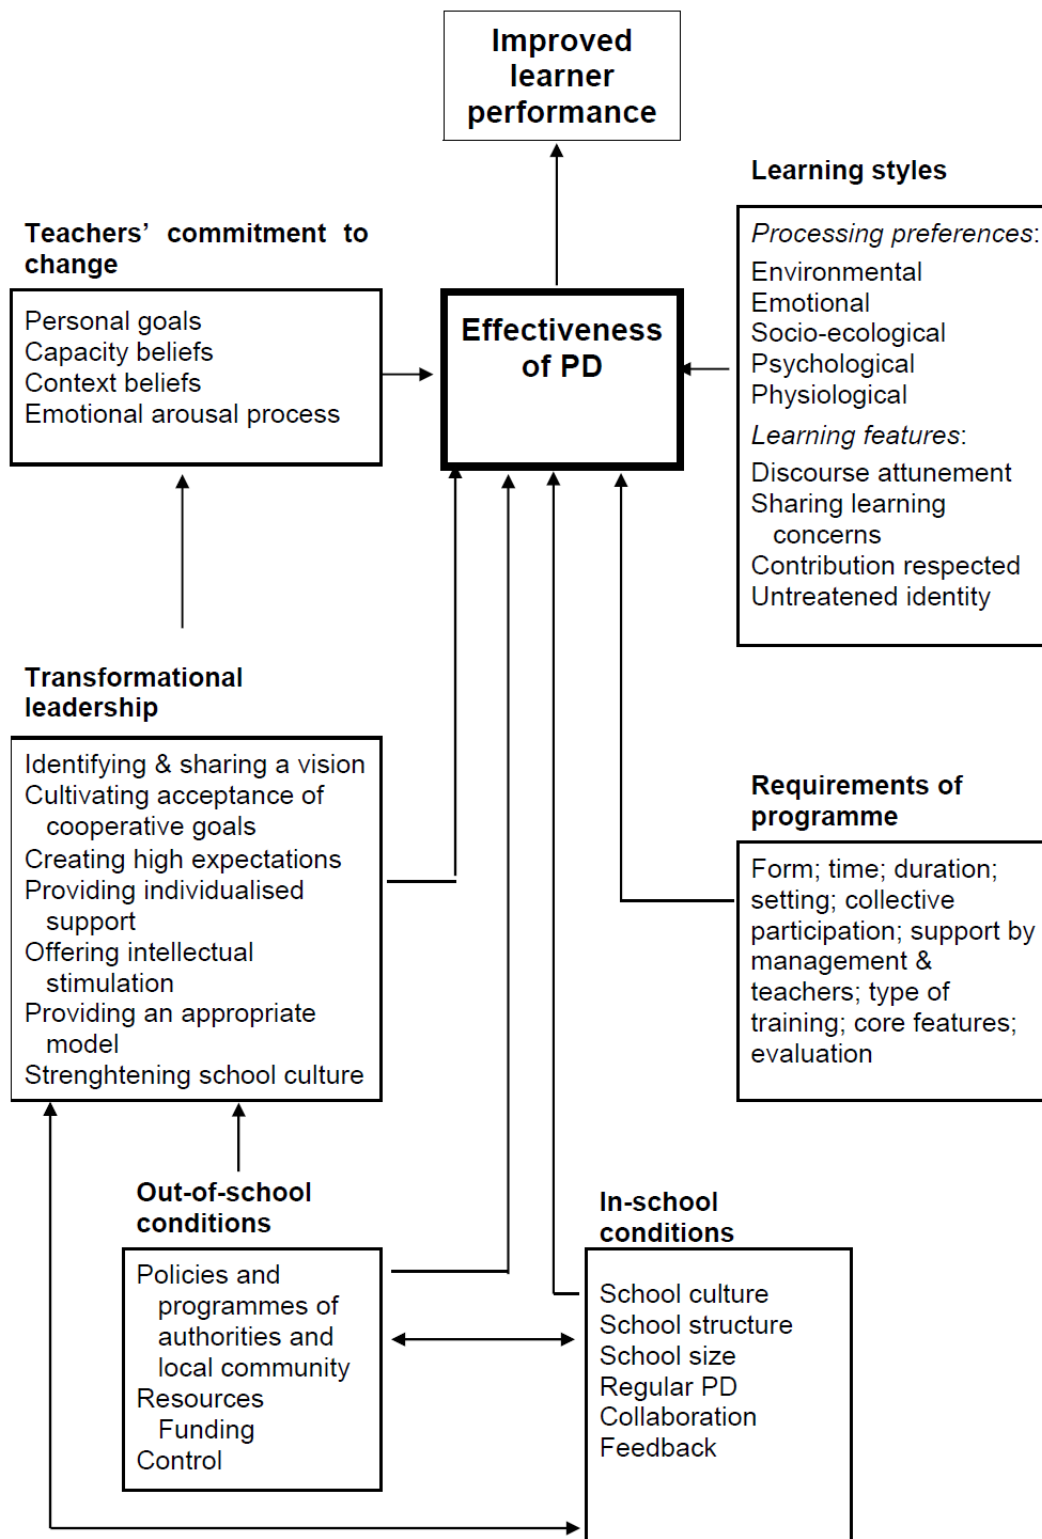 Improved
learner
performance
Learning styles
Processing preferences:
Environmental
Emotional
Socio-ecological
Psychological
Physiological
Learning features:
Discourse attunement
Sharing learning
concerns
Contribution respected
Untreatened identity
Teachers’ commitment to
change
Personal goals
Capacity beliefs
Context beliefs
Emotional arousal process
Effectiveness
of PD
Transformational
leadership
Identifying & sharing a vision
Cultivating acceptance of
cooperative goals
Creating high expectations
Providing individualised
support
Offering intellectual
stimulation
Providing an appropriate
model
Strenghtening school culture
Requirements of
programme
Form; time; duration;
setting; collective
participation; support by
management &
teachers; type of
training; core features;
evaluation
Out-of-school
conditions
Policies and
programmes of
authorities and
local community
Resources
Funding
Control
In-school
conditions
School culture
School structure
School size
Regular PD
Collaboration
Feedback